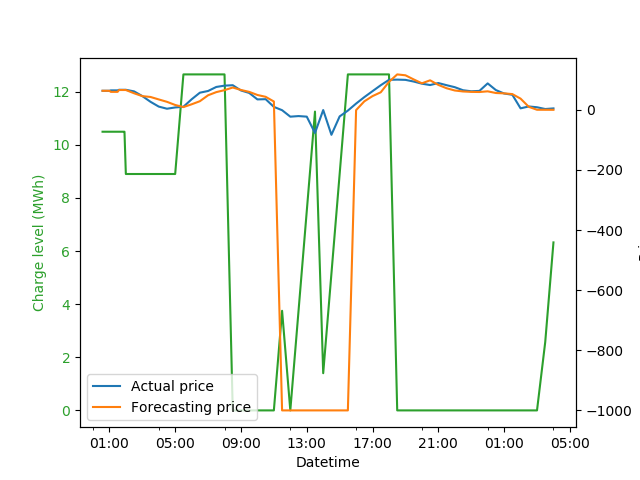 12
10
8
6
4
2
0
Charge level (MWh)
0
−200
−400
−600
−800
−1000
Actual price
Forecasting price
01:00 05:00 09:00 13:00 17:00 21:00 01:00 05:00
Datetime